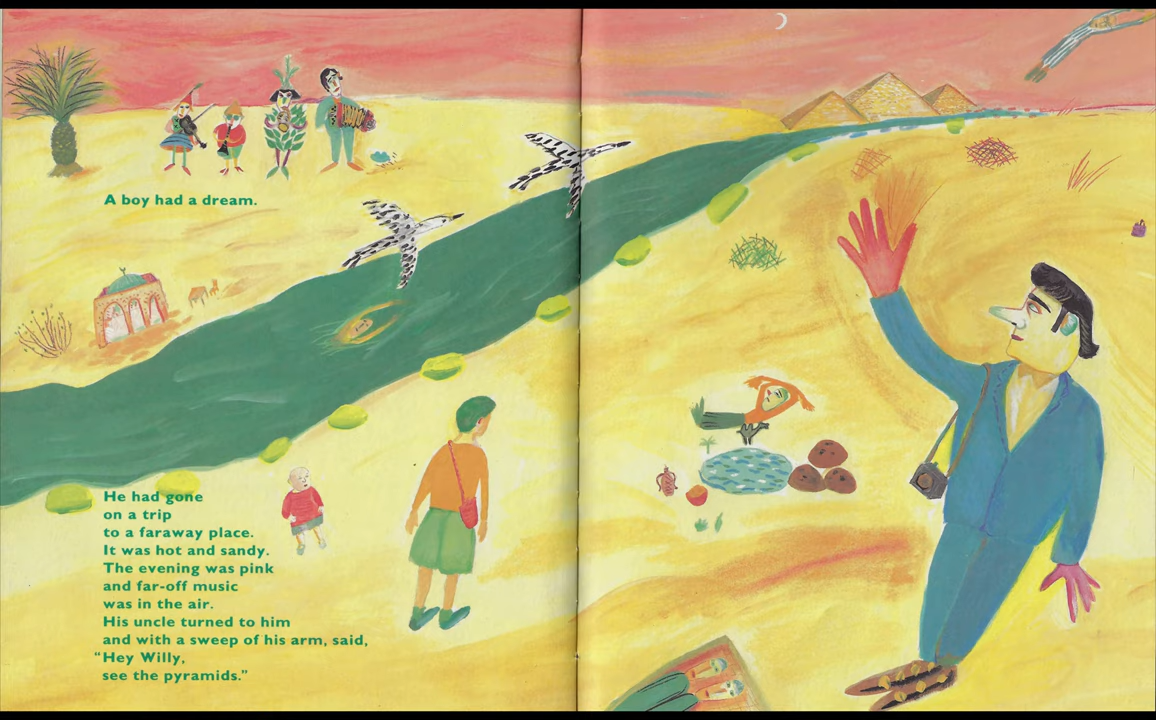 A boy had a dream.
He had gone
on a trip
to a faraway place.
It was hot and sandy.
The evening was pink
and far-off music
was in the air.
His uncle turned to him
and with a sweep of his arm, said,
“Hey Willy,
see the pyramids.”